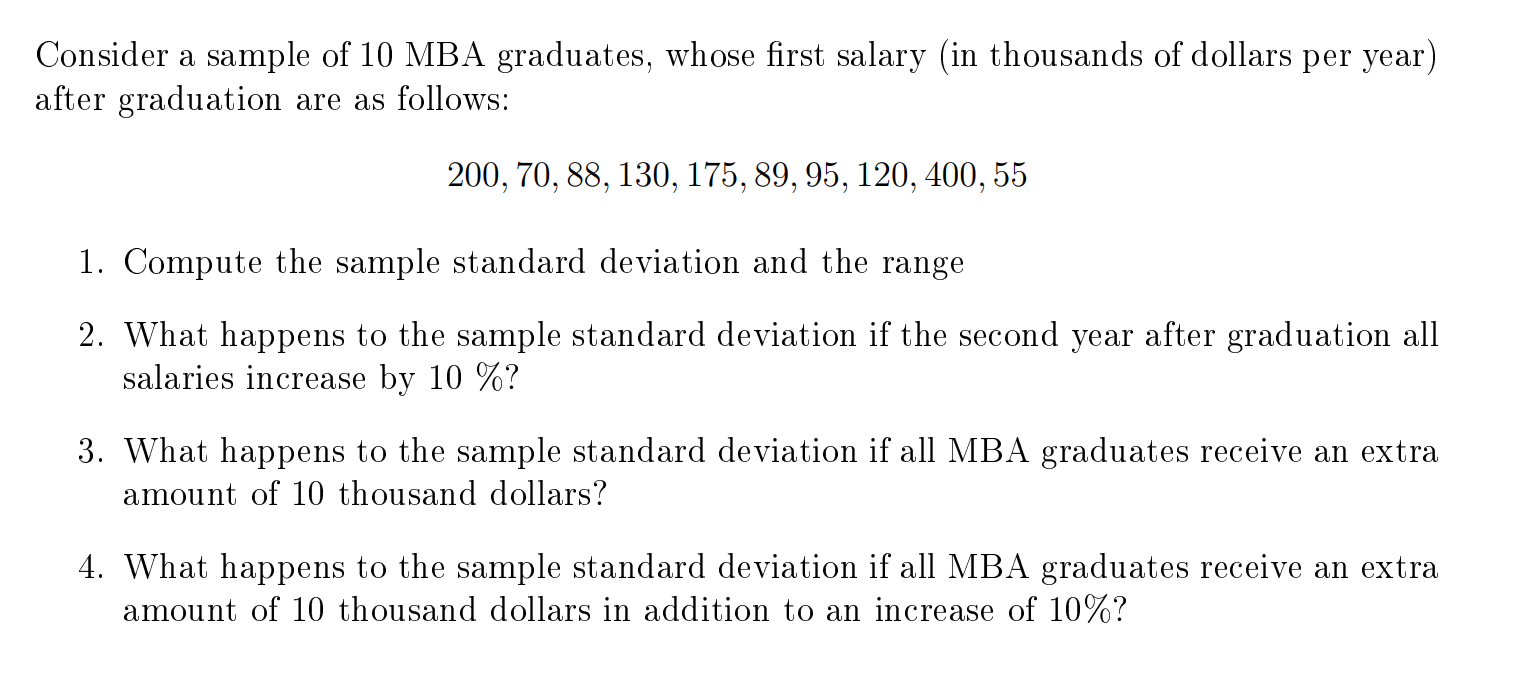 Consider a sample of 10 MBA graduates, whose first salary (in thousands of dollars per year)
after graduation are as follows:
200, 70, 88, 130, 175, 89, 95, 120, 400, 55
1. Compute the sample standard deviation and the range
2. What happens to the sample standard deviation if the second year after graduation all
salaries increase by 10 %?
3. What happens to the sample standard deviation if all MBA graduates receive an extra
amount of 10 thousand dollars?
4. What happens to the sample standard deviation if all MBA graduates receive an extra
amount of 10 thousand dollars in addition to an increase of 10%?